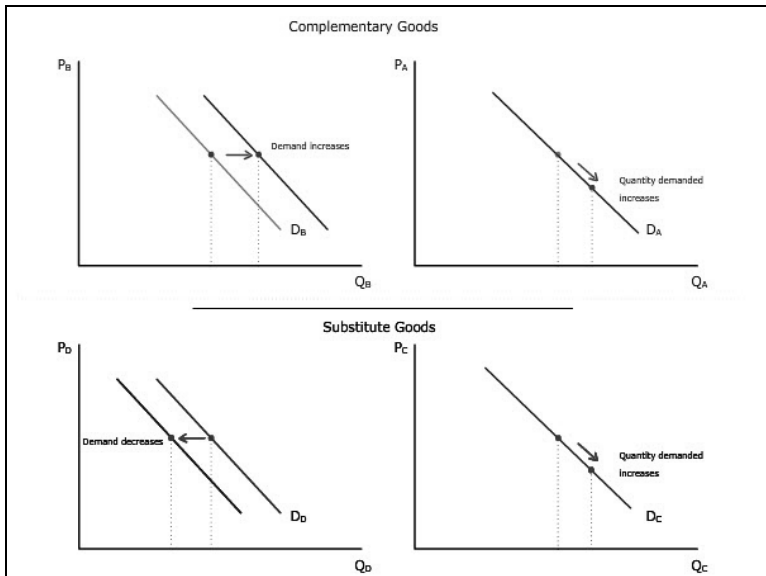 Complementary Goods
PB
PA
Demand increases
Quantity demanded
increases
DB
DA
QB
QA
Substitute Goods
PD
PC
Demand decreases
Quantity demanded
increases
DD
DC
QD
QC